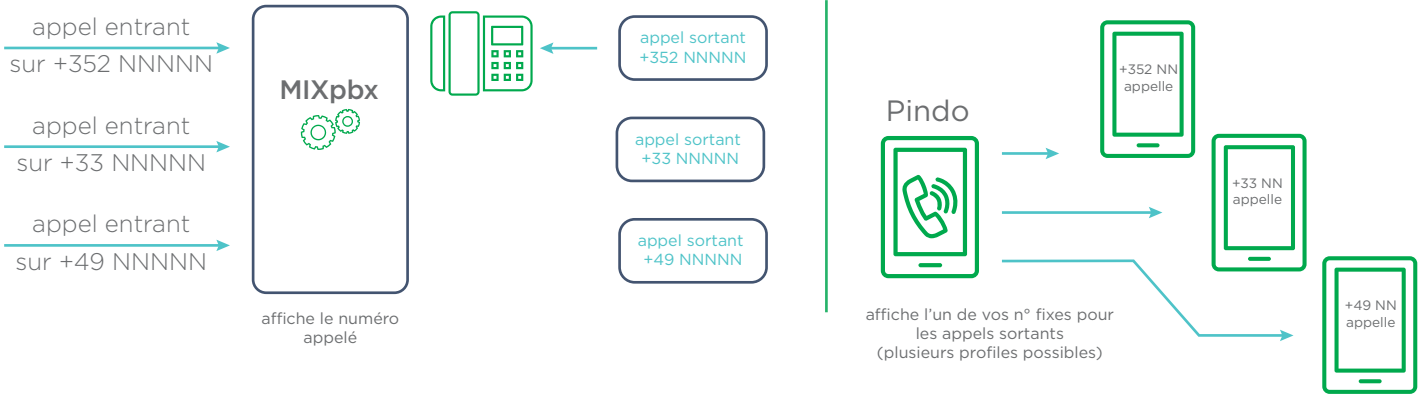 appel entrant
sur +352 NNNNN
appel entrant
sur +33 NNNNN
appel entrant
sur +49 NNNNN
MIXpbx
affiche le numéro
appelé
appel sortant
+352 NNNNN
appel sortant
+33 NNNNN
appel sortant
+49 NNNNN
Pindo
affiche l'un de vos n° fixes pour
les appels sortants
(plusieurs profiles possibles)
+352 NN
appelle
+33 NN
appelle
+49 NN
appelle